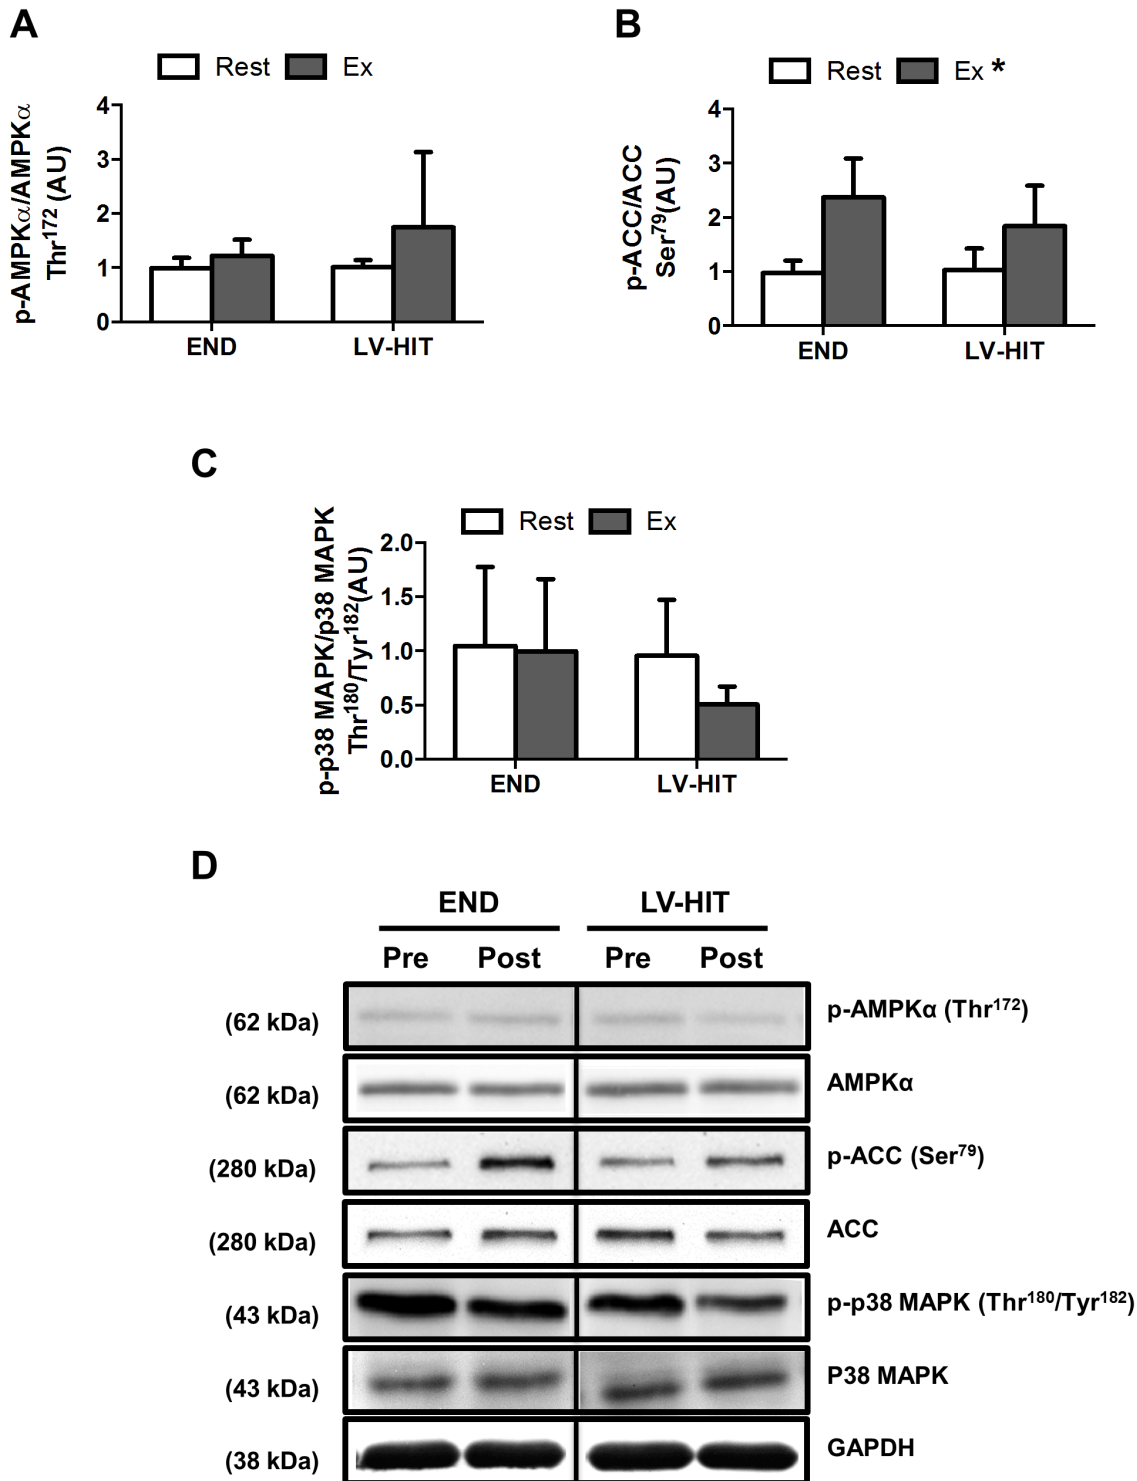 A
Rest Ex
p-AMPKα/AMPKα
Thr172 (AU)
4
3
2
1
0
END LV-HIT
B
Rest Ex *
p-ACC/ACC
Ser79(AU)
4
3
2
1
0
END LV-HIT
C
Rest Ex
p-p38 MAPK/p38 MAPK
Thr180/Tyr182(AU)
2.0
1.5
1.0
0.5
0.0
END LV-HIT
D
END LV-HIT
Pre Post Pre Post
(62 kDa) p-AMPKα (Thr172)
(62 kDa) AMPKα
(280 kDa) p-ACC (Ser79)
(280 kDa) ACC
(43 kDa) p-p38 MAPK (Thr180/Tyr182)
(43 kDa) P38 MAPK
(38 kDa) GAPDH